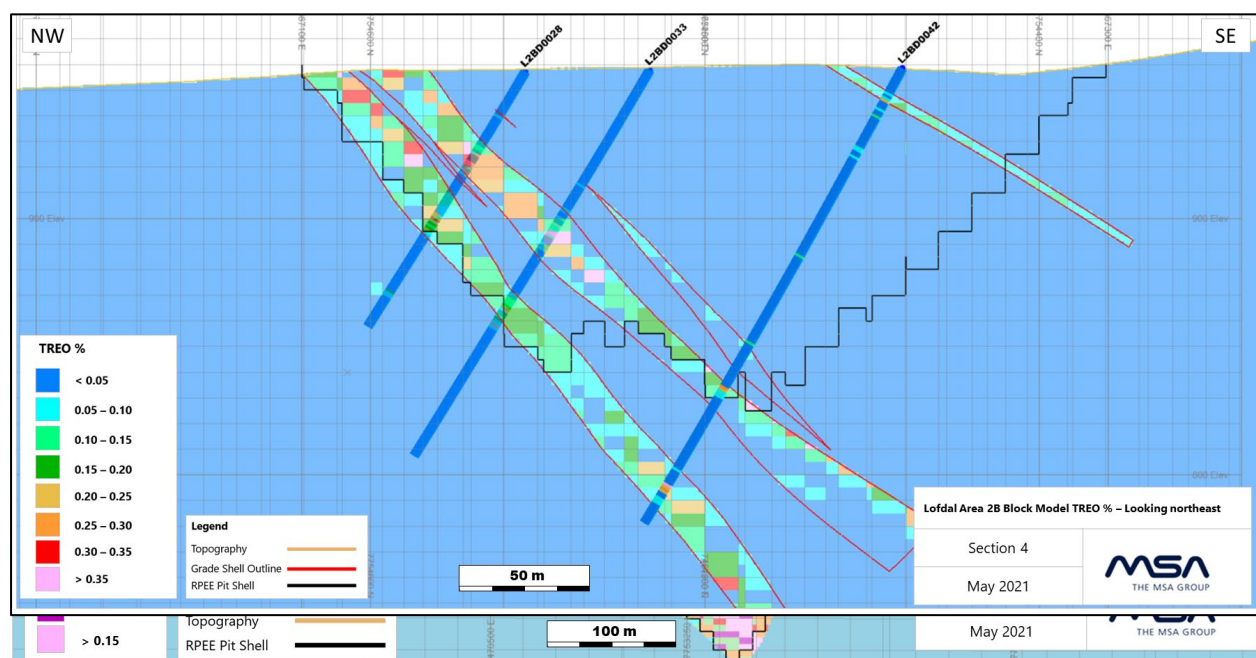 NW
SE
L2BD0028
L2BD0033
L2BD0042
67100 E
754600 N
754400 N
67300 E
900 Elev
900 Elev
800 Elev
TREO %
< 0.05
0.05 – 0.10
0.10 – 0.15
0.15 – 0.20
0.20 – 0.25
0.25 – 0.30
0.30 – 0.35
> 0.35
Legend
Topography
Grade Shell Outline
RPEE Pit Shell
50 m
Lofdal Area 2B Block Model TREO % – Looking northeast
Section 4
May 2021
MSA
THE MSA GROUP
> 0.15
Topography
RPEE Pit Shell
100 m
May 2021
THE MSA GROUP